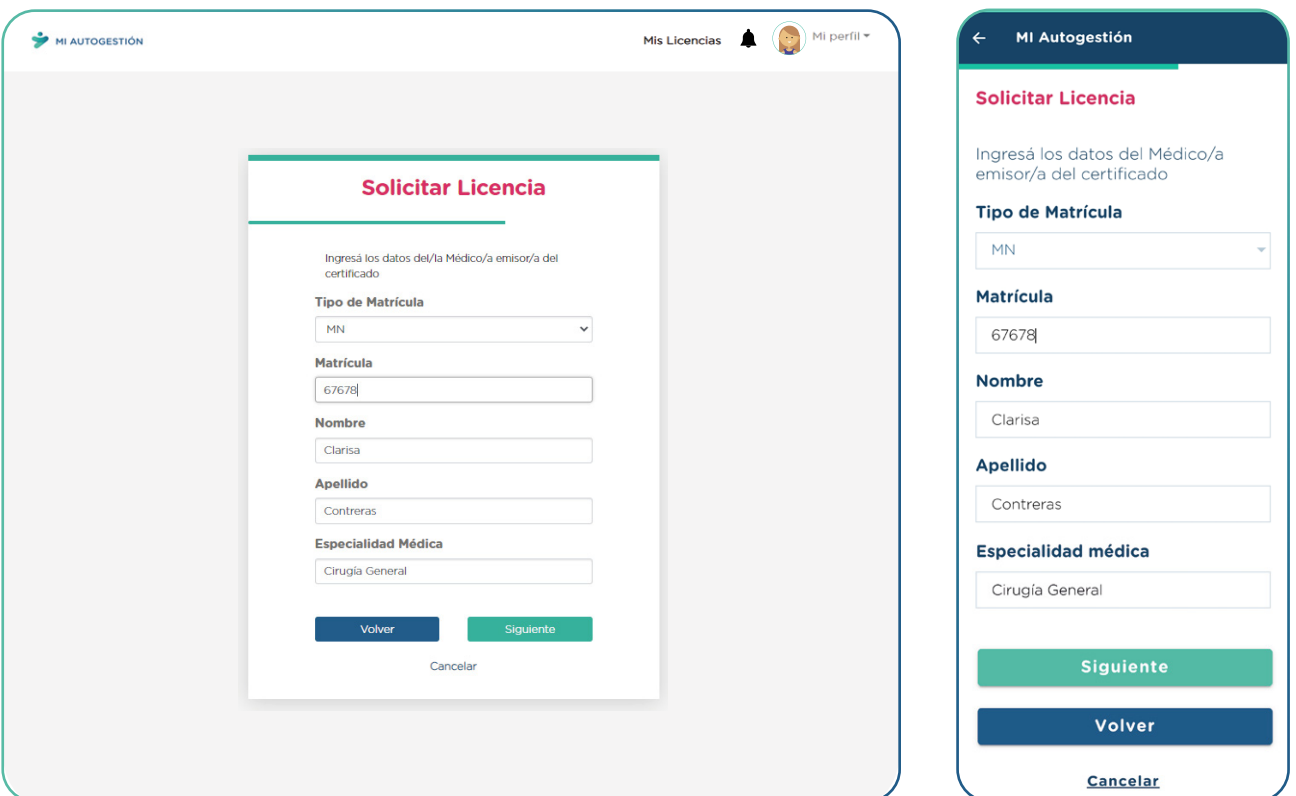 MI AUTOGESTIÓN
Mis Licencias
Mi perfil
Solicitar Licencia
Ingresá los datos del/la Médico/a emisor/a del
certificado
Tipo de Matrícula
MN
Matrícula
67678
Nombre
Clarisa
Apellido
Contreras
Especialidad Médica
Cirugía General
Volver
Siguiente
Cancelar
MI Autogestión
Solicitar Licencia
Ingresá los datos del Médico/a
emisor/a del certificado
Tipo de Matrícula
MN
Matrícula
67678
Nombre
Clarisa
Apellido
Contreras
Especialidad médica
Cirugía General
Siguiente
Volver
Cancelar